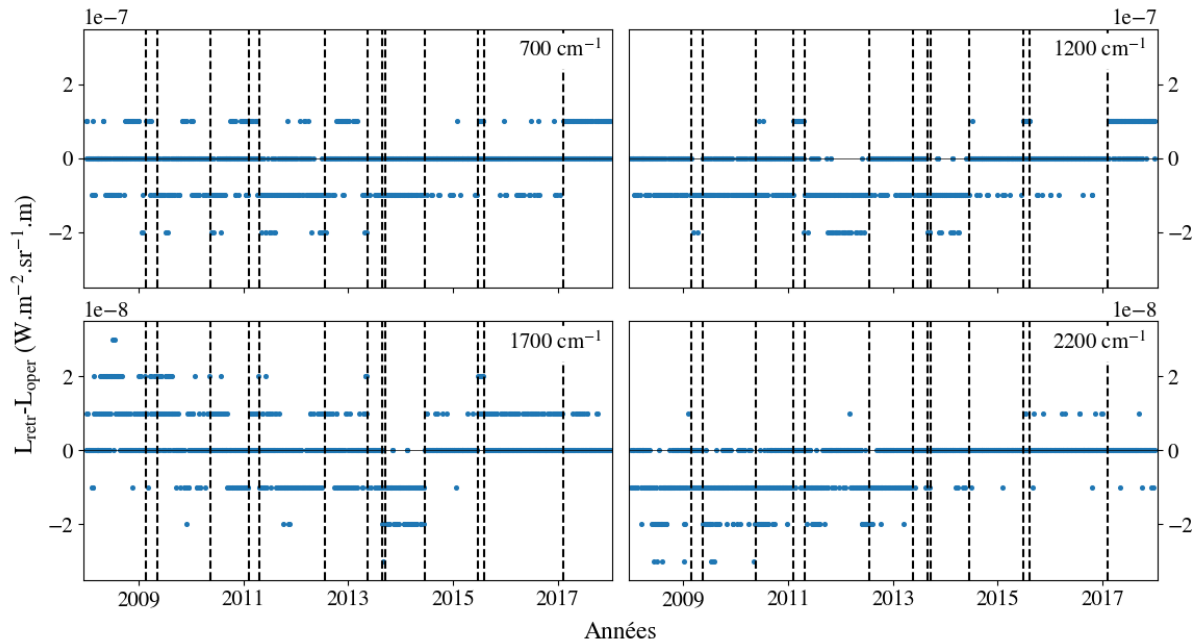 1e-7
1e-7
700 cm⁻¹
1200 cm⁻¹
2
0
−2
2
0
−2
1e-8
1e-8
1700 cm⁻¹
2200 cm⁻¹
2
0
−2
2
0
−2
L_retr-L_oper (W.m⁻².sr⁻¹.m)
2009 2011 2013 2015 2017
2009 2011 2013 2015 2017
Années